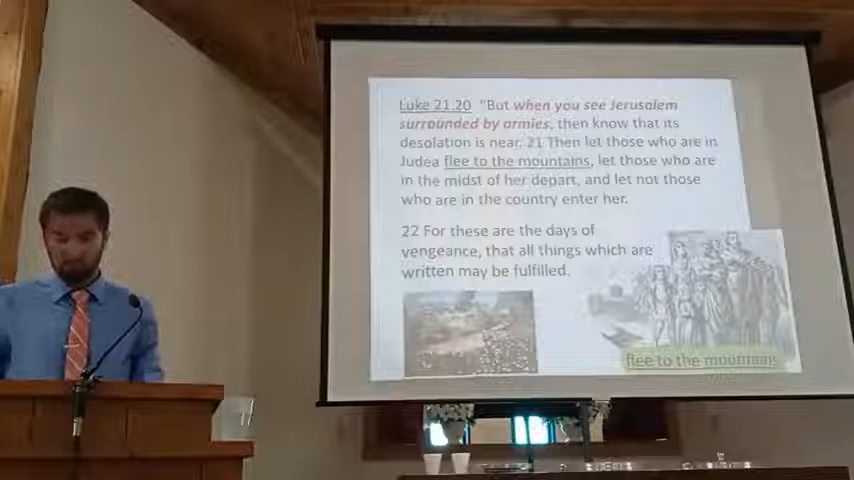 Luke 21.20 "But when you see Jerusalem
surrounded by armies, then know that its
desolation is near. 21 Then let those who are in
Judea flee to the mountains, let those who are
in the midst of her depart, and let not those
who are in the country enter her.
22 For these are the days of
vengeance, that all things which are
written may be fulfilled.
flee to the mountains